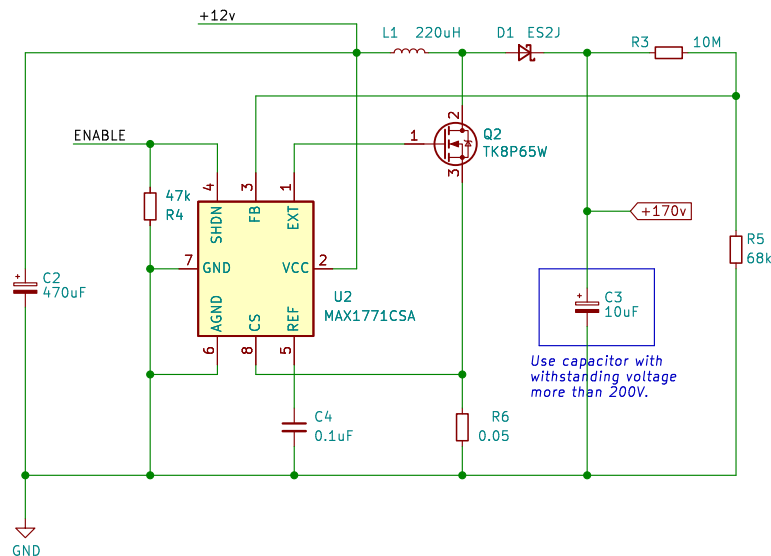 +12v
L1 220uH
D1 ES2J
R3 10M
ENABLE
1
2
3
Q2
TK8P65W
4
3
1
47k
R4
SHDN
FB
EXT
+170v
7
GND
VCC
2
R5
68k
C2
470uF
U2
MAX1771CSA
C3
10uF
AGND
CS
REF
6
8
5
Use capacitor with
withstanding voltage
more than 200V.
C4
0.1uF
R6
0.05
GND